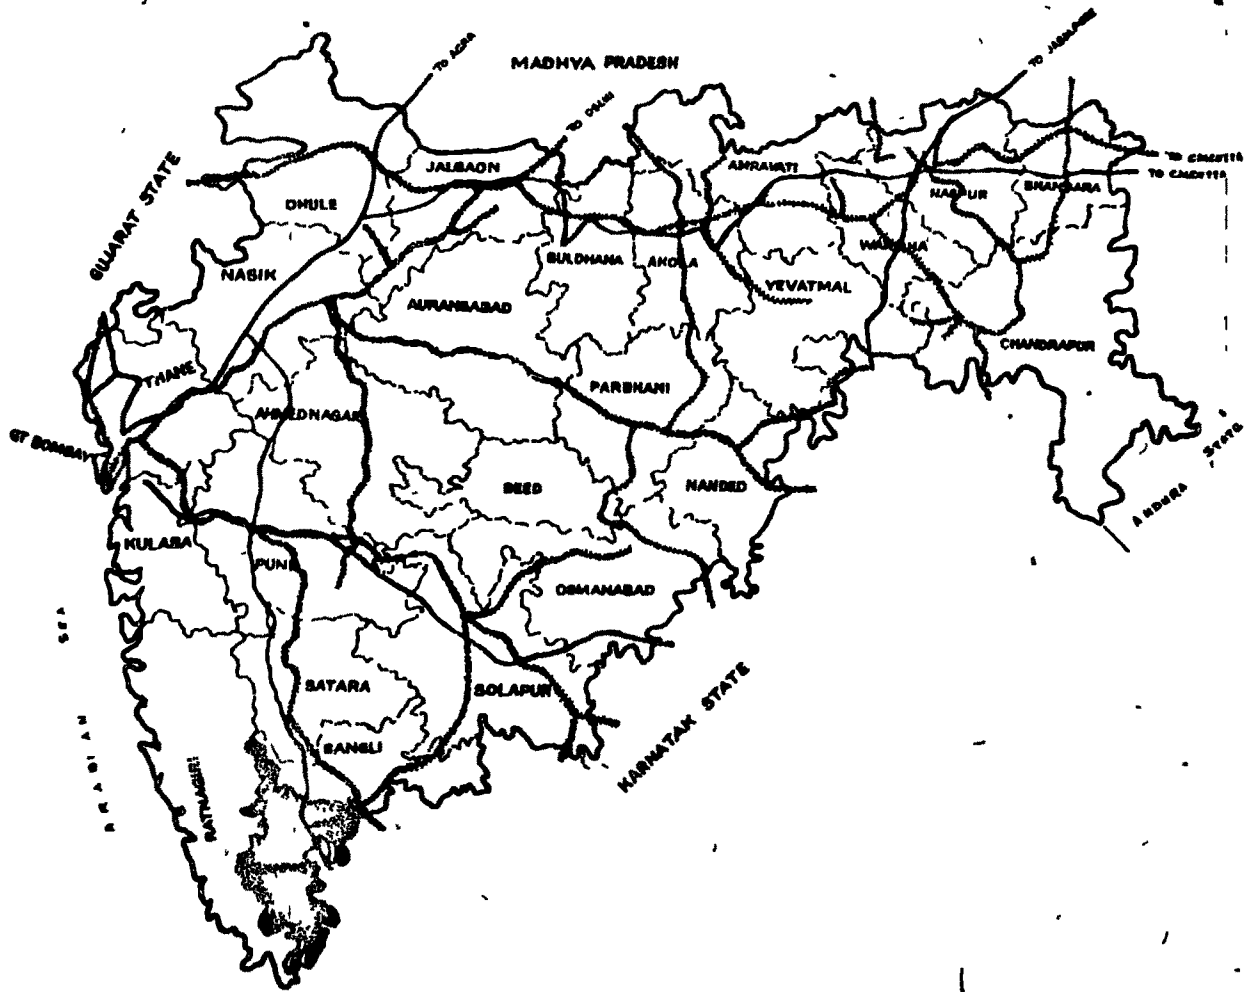 TO AGRA
MADHYA PRADESH
TO JABALPORE
TO DELHI
GUJARAT STATE
JALGAON
AMRAVATI
TO CALCUTTA
TO CALCUTTA
DHULE
NAGPUR
BHANDARA
NASIK
BULDHANA
AKOLA
WARDHA
AURANGABAD
YEVATMAL
CHANDRAPUR
THANE
PARBHANI
AHMEDNAGAR
GT BOMBAY
BEED
NANDED
ANDHRA STATE
KULABA
PUNE
OSMANABAD
ARABIAN SEA
SATARA
SOLAPUR
SANGLI
KARNATAK STATE
RATNAGIRI